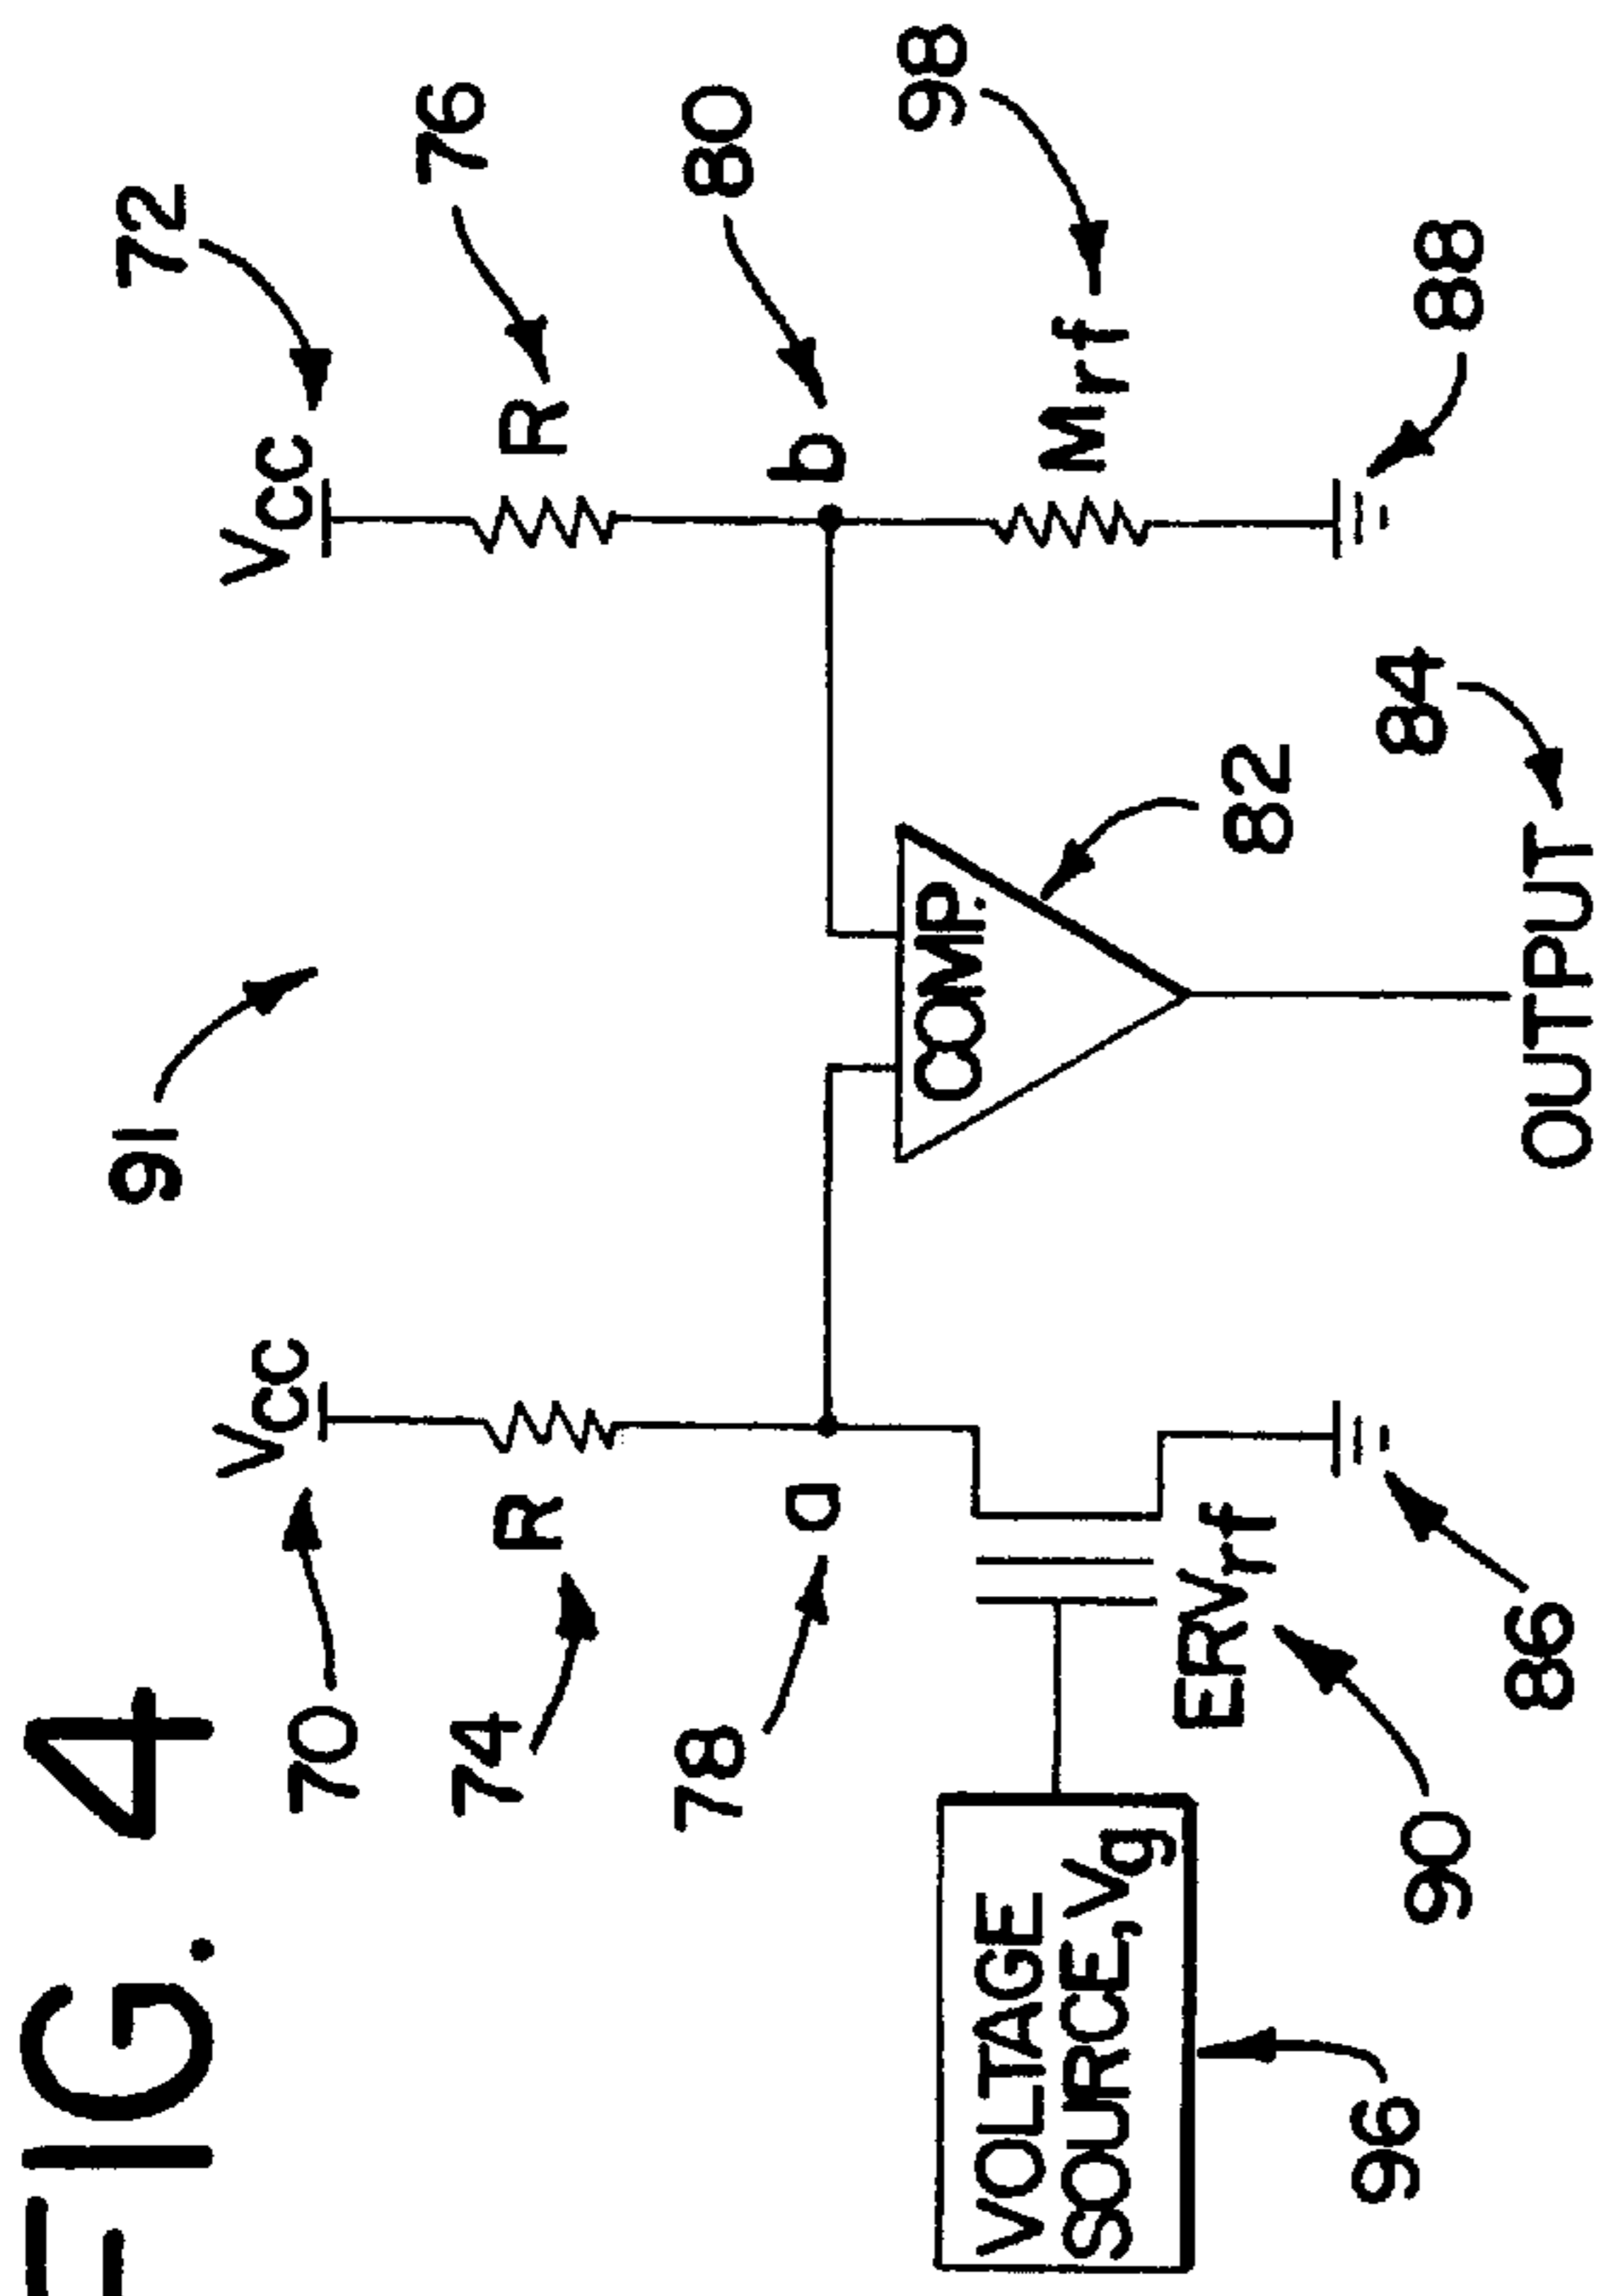 FIG. 4
91
72
Vcc
Vcc
70
76
74
R
R
80
78
a
b
98
COMP.
VOLTAGE
SOURCE,Vg
Mrf
ERVrf
82
96
90
84
88
86
OUTPUT